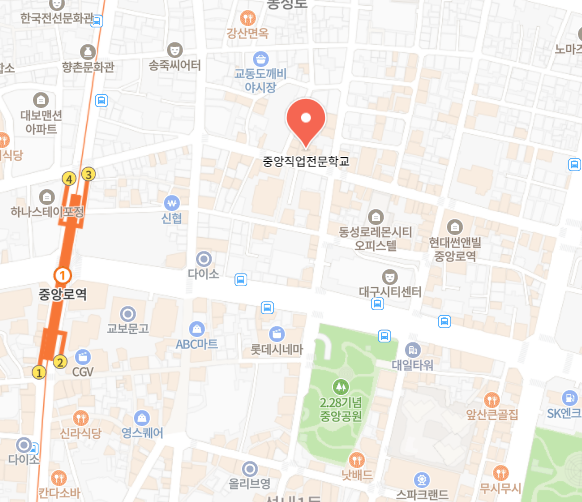 동성로
한국전선문화관
강산면옥
노마즈
향촌문화관
송죽씨어터
교동도깨비
야시장
대보맨션
아파트
식당
중앙직업전문학교
4
3
하나스테이포정
신협
동성로레몬시티
오피스텔
현대썬앤빌
중앙로역
다이소
1
중앙로역
대구시티센터
교보문고
ABC마트
롯데시네마
대일타워
1
2
CGV
2.28기념
중앙공원
앞산큰골집
SK엔크
신라식당
영스퀘어
다이소
낫배드
칸다소바
올리브영
스파크랜드
무시무시